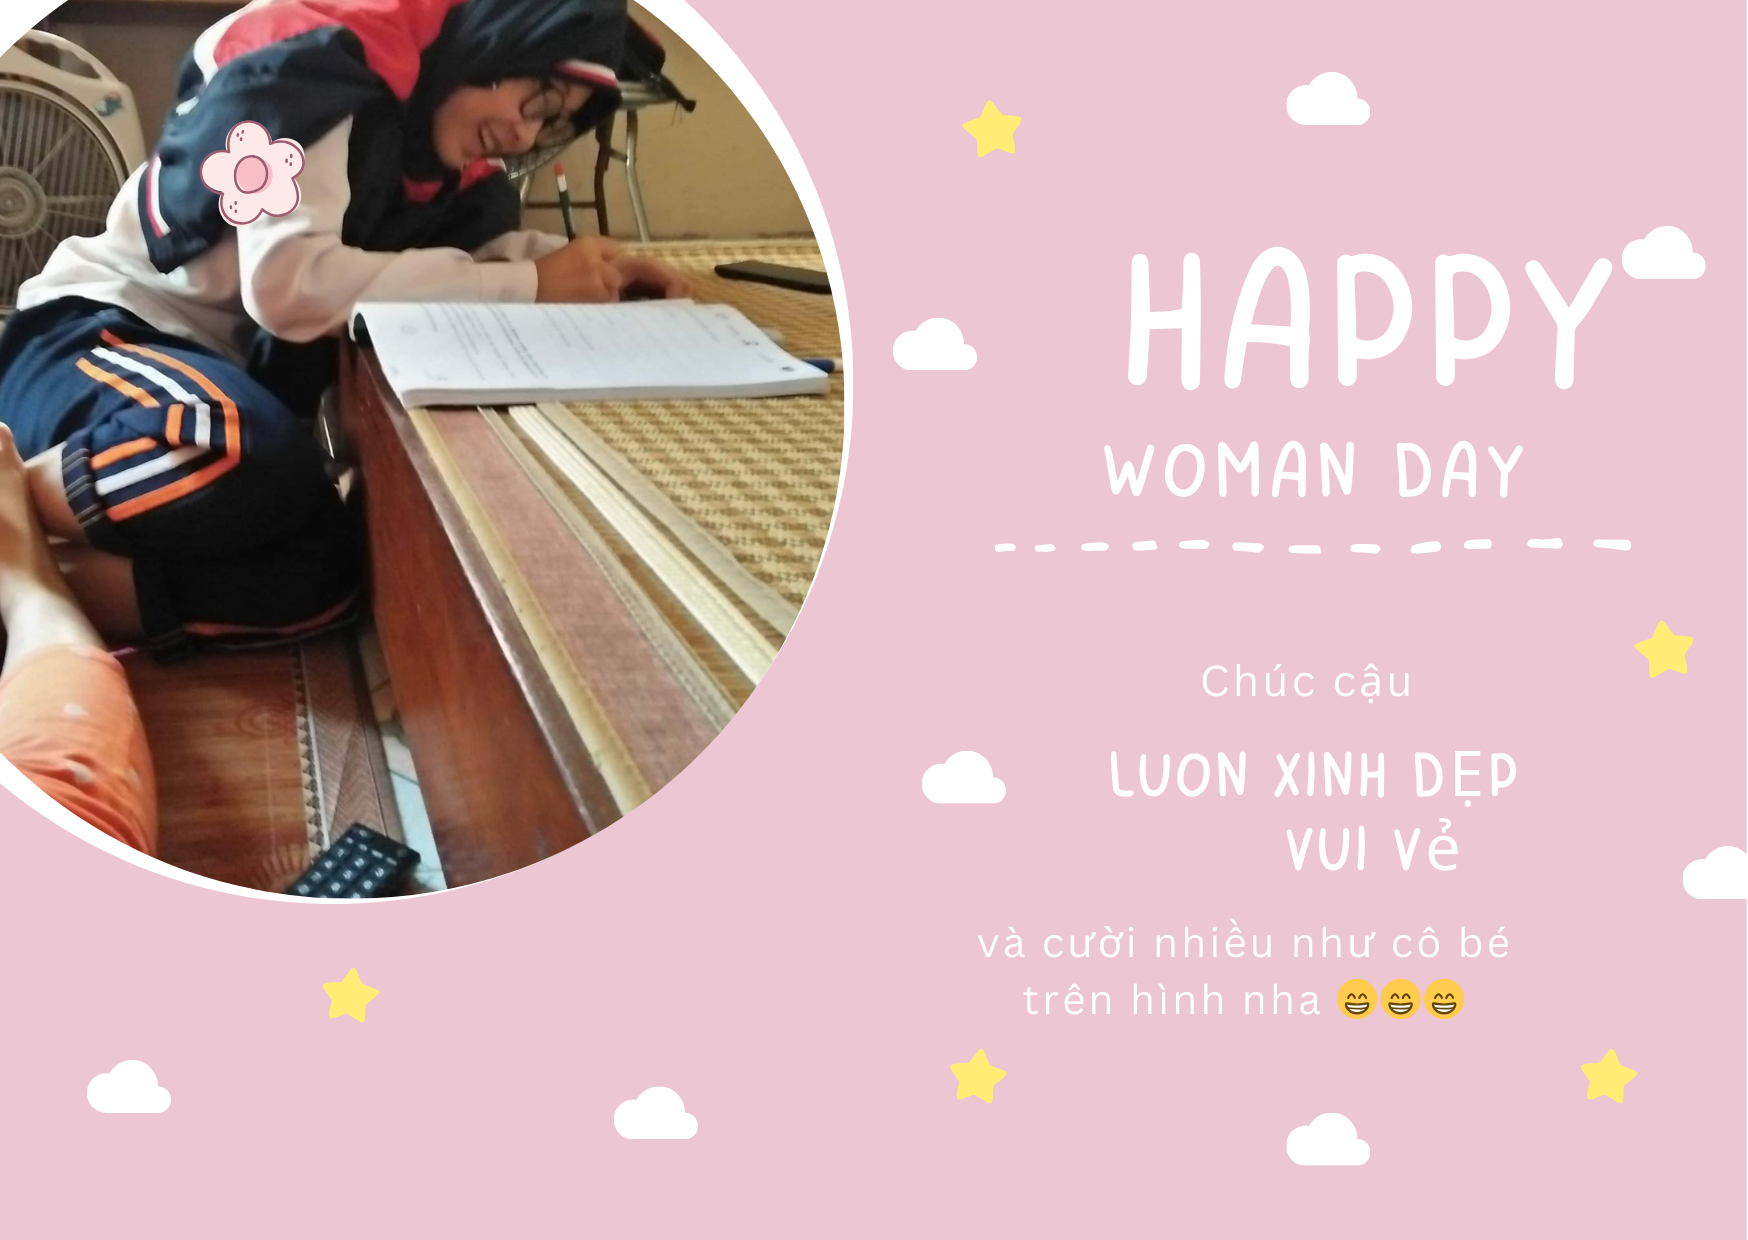 HAPPY
WOMAN DAY
Chúc cậu
LUON XINH DẸP
VUI Vẻ
và cười nhiều như cô bé
trên hình nha 😁😁😁